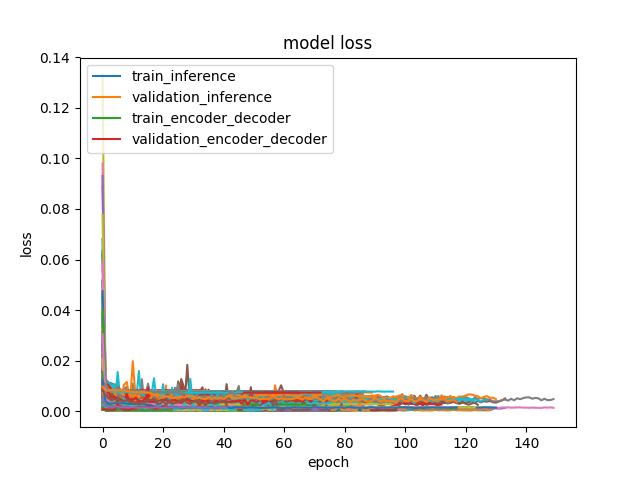 model loss
train_inference
validation_inference
train_encoder_decoder
validation_encoder_decoder
0.14
0.12
0.10
0.08
0.06
0.04
0.02
0.00
loss
0 20 40 60 80 100 120 140
epoch